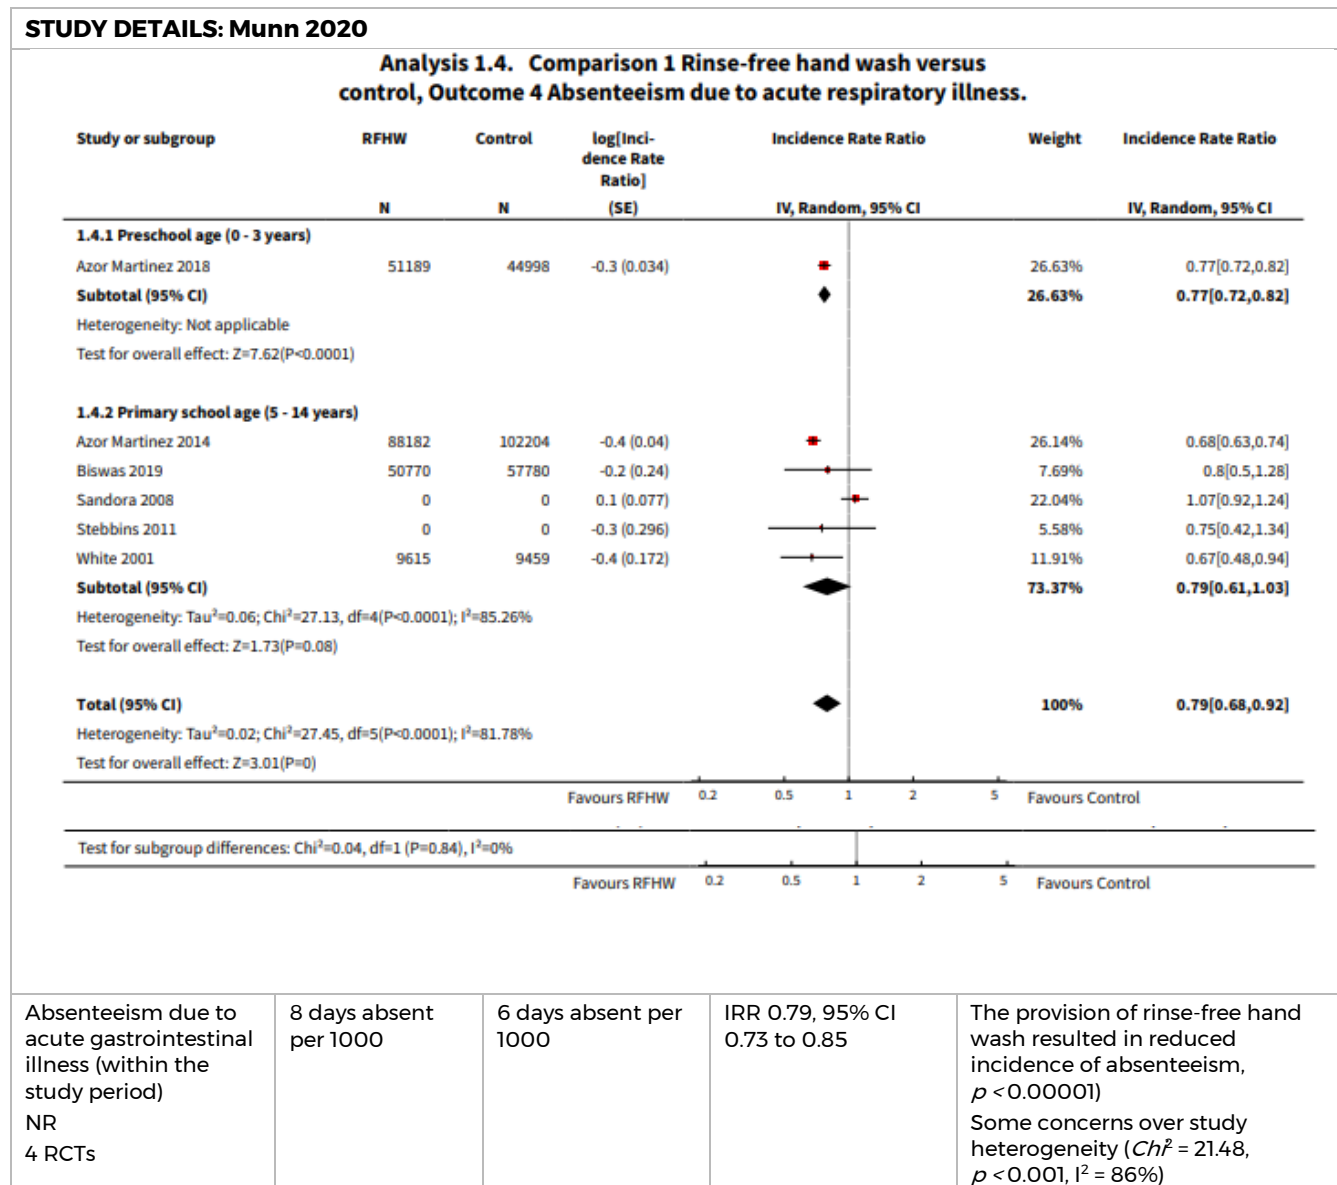 STUDY DETAILS: Munn 2020
Analysis 1.4. Comparison 1 Rinse-free hand wash versus
control, Outcome 4 Absenteeism due to acute respiratory illness.
Study or subgroup RFHW Control log[Inci- Incidence Rate Ratio Weight Incidence Rate Ratio
dence Rate
Ratio]
N N (SE) IV, Random, 95% CI IV, Random, 95% CI
1.4.1 Preschool age (0 - 3 years)
Azor Martinez 2018 51189 44998 -0.3 (0.034) 26.63% 0.77[0.72,0.82]
Subtotal (95% CI) 26.63% 0.77[0.72,0.82]
Heterogeneity: Not applicable
Test for overall effect: Z=7.62(P<0.0001)
1.4.2 Primary school age (5 - 14 years)
Azor Martinez 2014 88182 102204 -0.4 (0.04) 26.14% 0.68[0.63,0.74]
Biswas 2019 50770 57780 -0.2 (0.24) 7.69% 0.8[0.5,1.28]
Sandora 2008 0 0 0.1 (0.077) 22.04% 1.07[0.92,1.24]
Stebbins 2011 0 0 -0.3 (0.296) 5.58% 0.75[0.42,1.34]
White 2001 9615 9459 -0.4 (0.172) 11.91% 0.67[0.48,0.94]
Subtotal (95% CI) 73.37% 0.79[0.61,1.03]
Heterogeneity: Tau²=0.06; Chi²=27.13, df=4(P<0.0001); I²=85.26%
Test for overall effect: Z=1.73(P=0.08)
Total (95% CI) 100% 0.79[0.68,0.92]
Heterogeneity: Tau²=0.02; Chi²=27.45, df=5(P<0.0001); I²=81.78%
Test for overall effect: Z=3.01(P=0)
Favours RFHW 0.2 0.5 1 2 5 Favours Control
Test for subgroup differences: Chi²=0.04, df=1 (P=0.84), I²=0%
Favours RFHW 0.2 0.5 1 2 5 Favours Control
Absenteeism due to
acute gastrointestinal
illness (within the
study period)
NR
4 RCTs
8 days absent
per 1000
6 days absent per
1000
IRR 0.79, 95% CI
0.73 to 0.85
The provision of rinse-free hand
wash resulted in reduced
incidence of absenteeism,
p < 0.00001)
Some concerns over study
heterogeneity (Chi² = 21.48,
p < 0.001, I² = 86%)